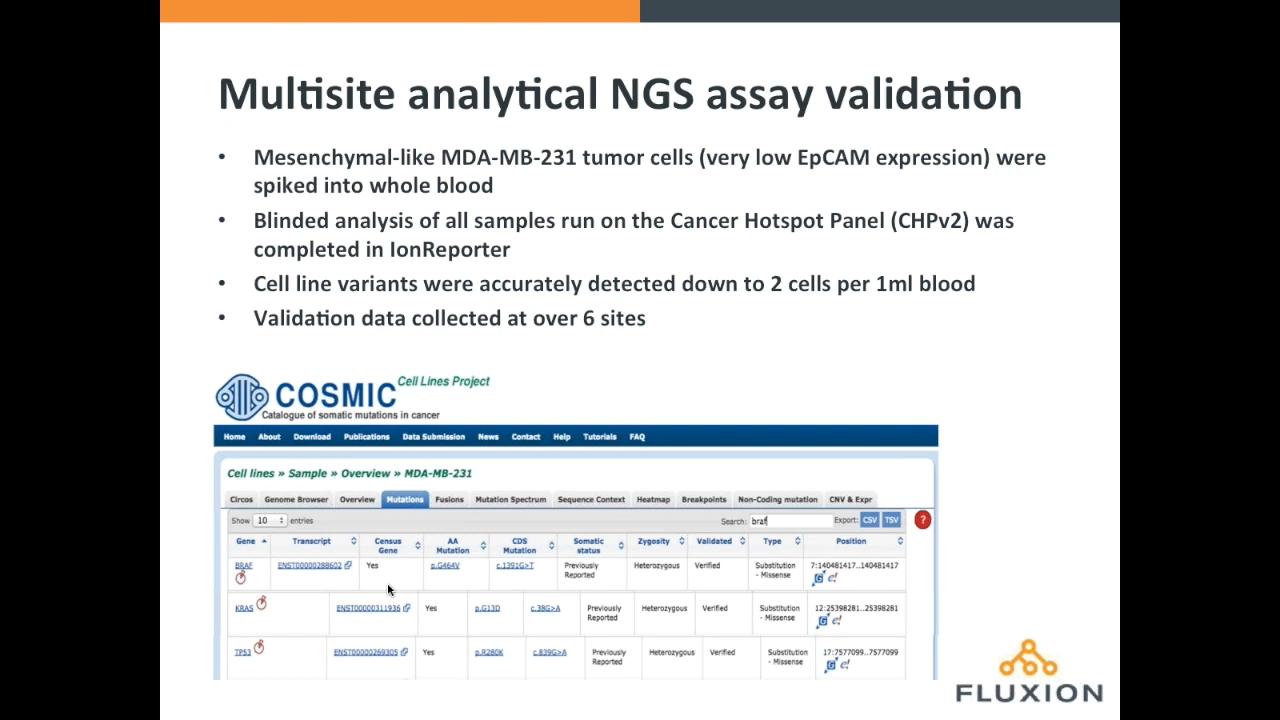 Multisite analytical NGS assay validation
• Mesenchymal-like MDA-MB-231 tumor cells (very low EpCAM expression) were
spiked into whole blood
• Blinded analysis of all samples run on the Cancer Hotspot Panel (CHPv2) was
completed in IonReporter
• Cell line variants were accurately detected down to 2 cells per 1ml blood
• Validation data collected at over 6 sites
COSMIC Cell Lines Project
Catalogue of somatic mutations in cancer
Home About Download Publications Data Submission News Contact Help Tutorials FAQ
Cell lines » Sample » Overview » MDA-MB-231
Circos Genome Browser Overview Mutations Fusions Mutation Spectrum Sequence Context Heatmap Breakpoints Non-Coding mutation CNV & Expr
Show 10 entries Search: braf Export: CSV TSV ?
Gene Transcript Census AA CDS Somatic Zygosity Validated Type Position
Gene Mutation Mutation status
BRAF ENST00000288602 Yes p.G464V c.1391G>T Previously Heterozygous Verified Substitution 7:140481417..140481417
Reported - Missense G e!
KRAS ENST00000311936 Yes p.G13D c.38G>A Previously Heterozygous Verified Substitution 12:25398281..25398281
Reported - Missense G e!
TP53 ENST00000269305 Yes p.R280K c.839G>A Previously Heterozygous Verified Substitution 17:7577099..7577099
Reported - Missense G e!
FLUXION